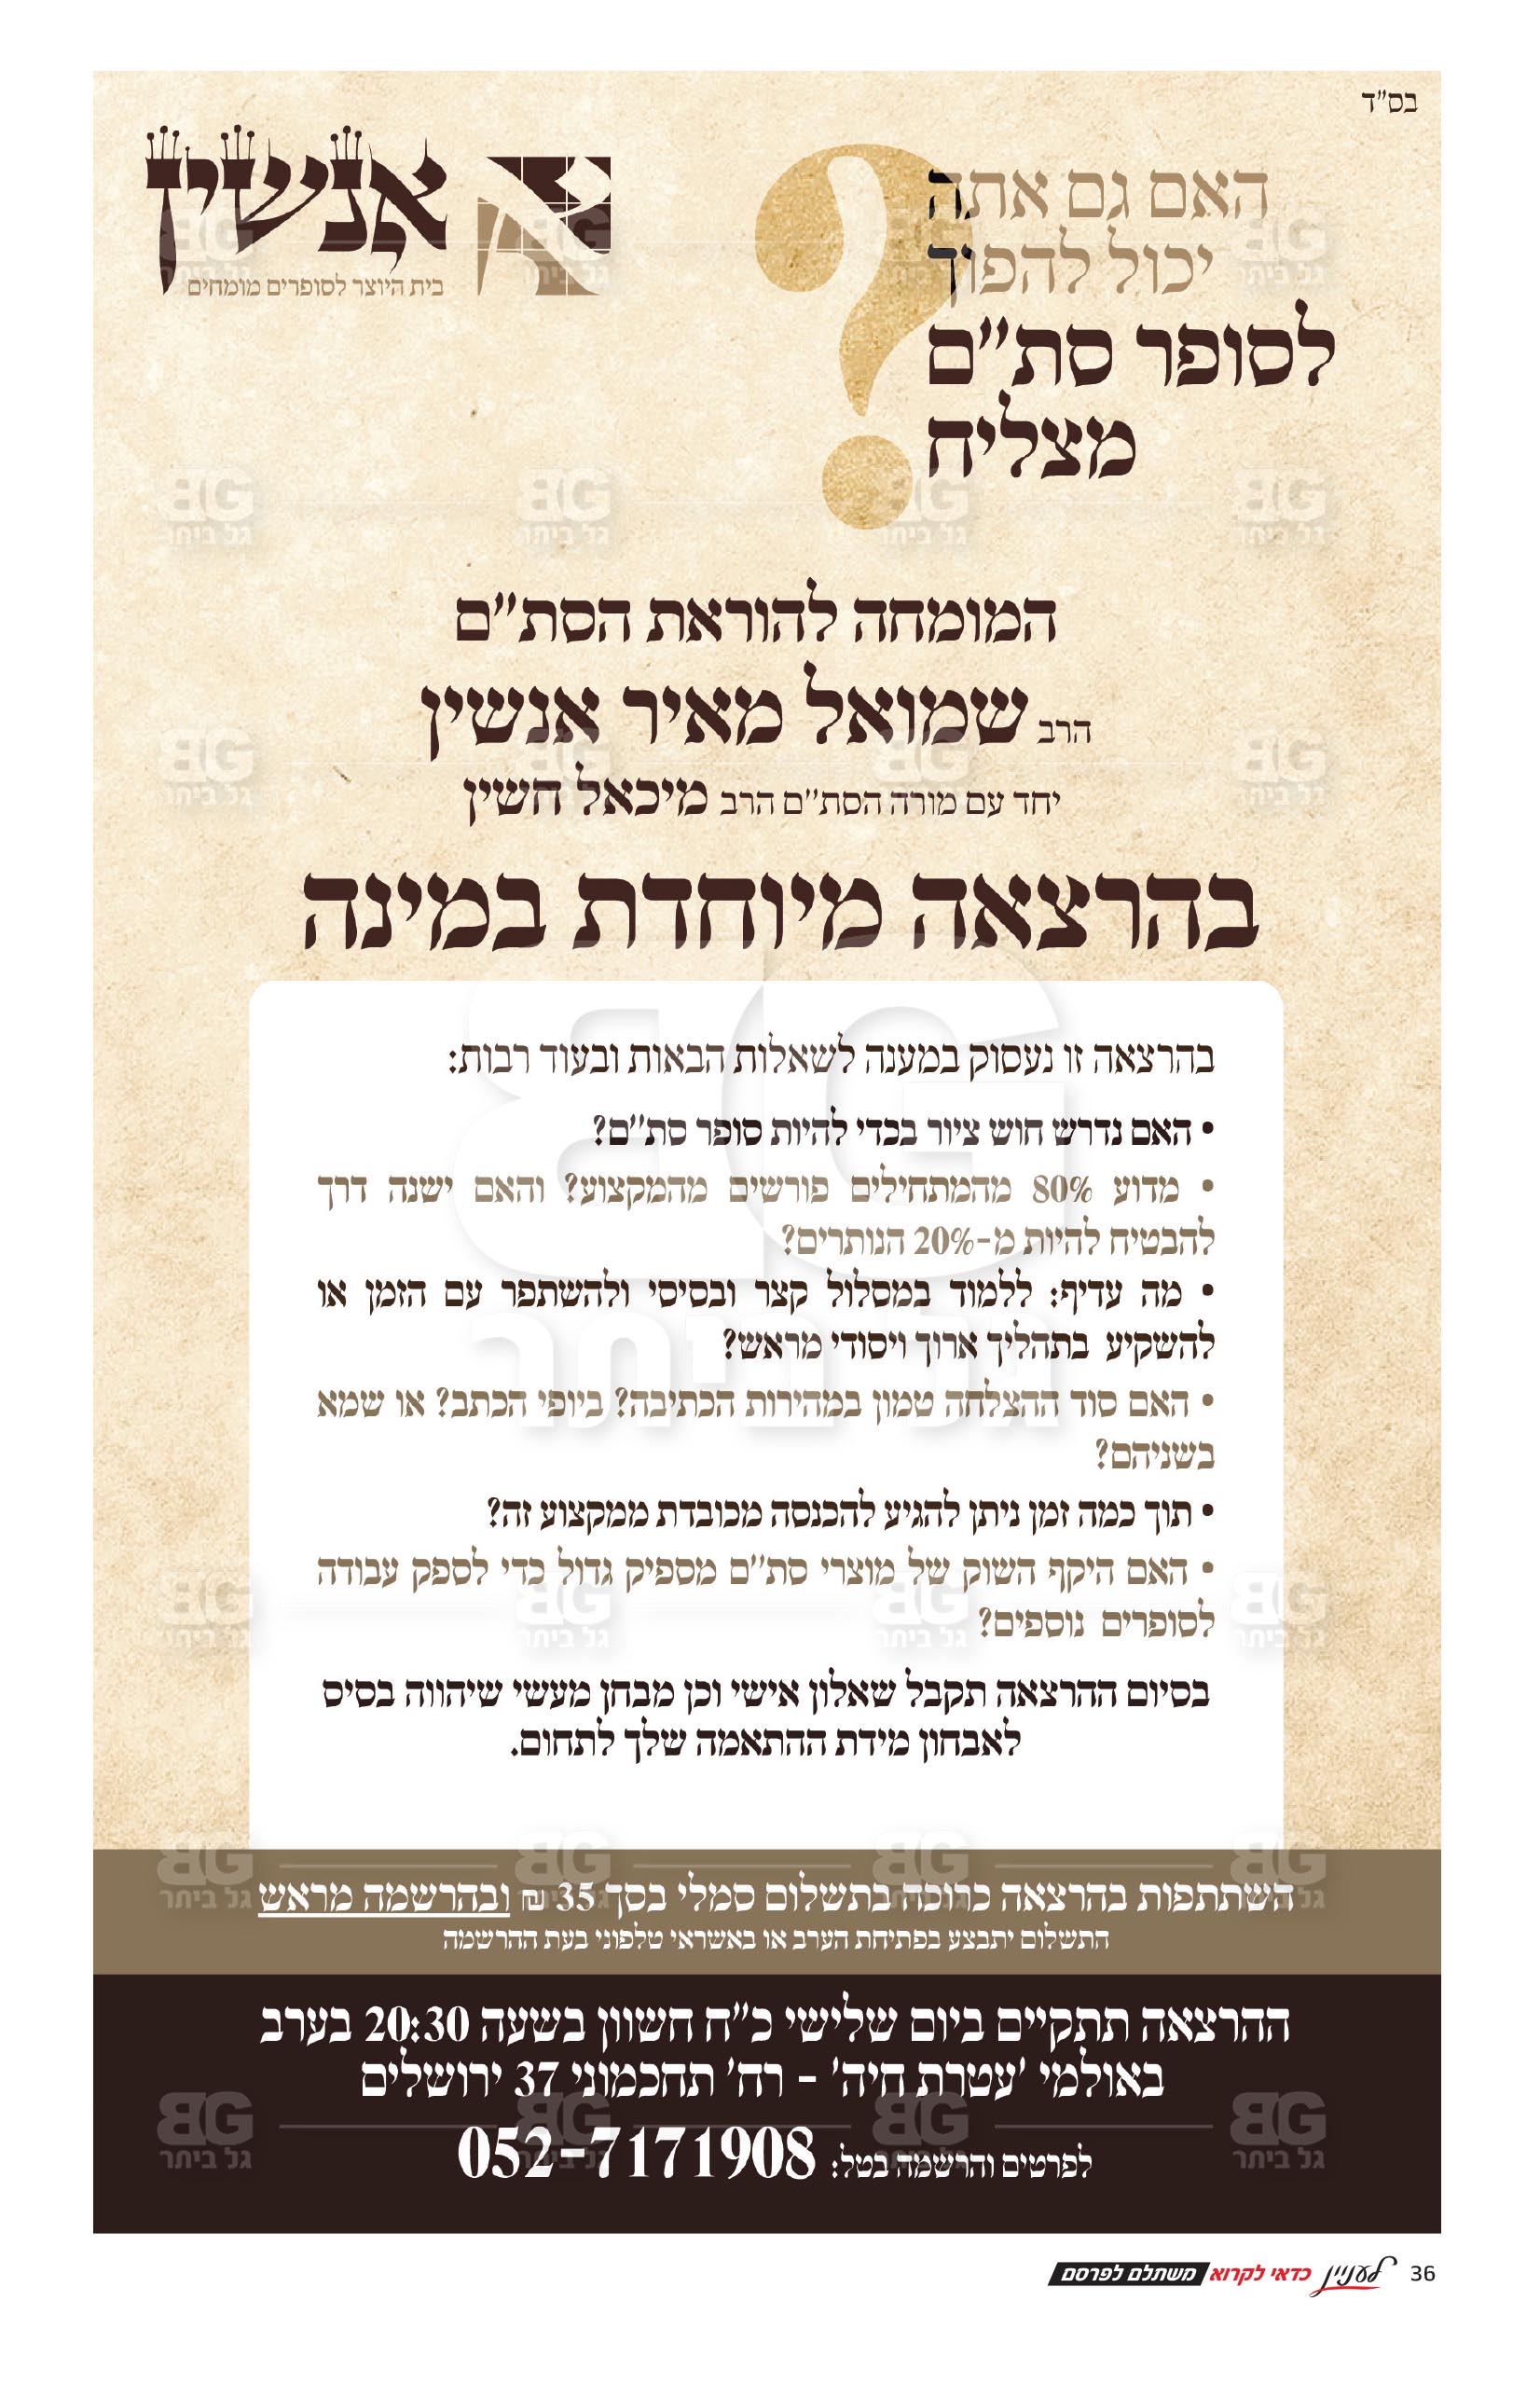 בס"ד
האם גם אתה
יכול להפוך
לסופר סת"ם
מצליח
?
אנשין
בית היוצר לסופרים מומחים
המומחה להוראת הסת"ם
הרב שמואל מאיר אנשין
יחד עם מורה הסת"ם הרב מיכאל חשין
בהרצאה מיוחדת במינה
בהרצאה זו נעסוק במענה לשאלות הבאות ובעוד רבות:
• האם נדרש חוש ציור בכדי להיות סופר סת"ם?
• מדוע 80% מהמתחילים פורשים מהמקצוע? והאם ישנה דרך
להבטיח להיות מ-20% הנותרים?
• מה עדיף: ללמוד במסלול קצר ובסיסי ולהשתפר עם הזמן או
להשקיע בתהליך ארוך ויסודי מראש?
• האם סוד ההצלחה טמון במהירות הכתיבה? ביופי הכתב? או שמא
בשניהם?
• תוך כמה זמן ניתן להגיע להכנסה מכובדת ממקצוע זה?
• האם היקף השוק של מוצרי סת"ם מספיק גדול כדי לספק עבודה
לסופרים נוספים?
בסיום ההרצאה תקבל שאלון אישי וכן מבחן מעשי שיהווה בסיס
לאבחון מידת ההתאמה שלך לתחום.
השתתפות בהרצאה כרוכה בתשלום סמלי בסך 35 ₪ ובהרשמה מראש
התשלום יתבצע בפתיחת הערב או באשראי טלפוני בעת ההרשמה
ההרצאה תתקיים ביום שלישי כ"ח חשוון בשעה 20:30 בערב
באולמי 'עטרת חיה' - רח' תחכמוני 37 ירושלים
לפרטים והרשמה בטל: 052-7171908
36 לעניין כדאי לקרוא משתלם לפרסם
BG
גל ביתר